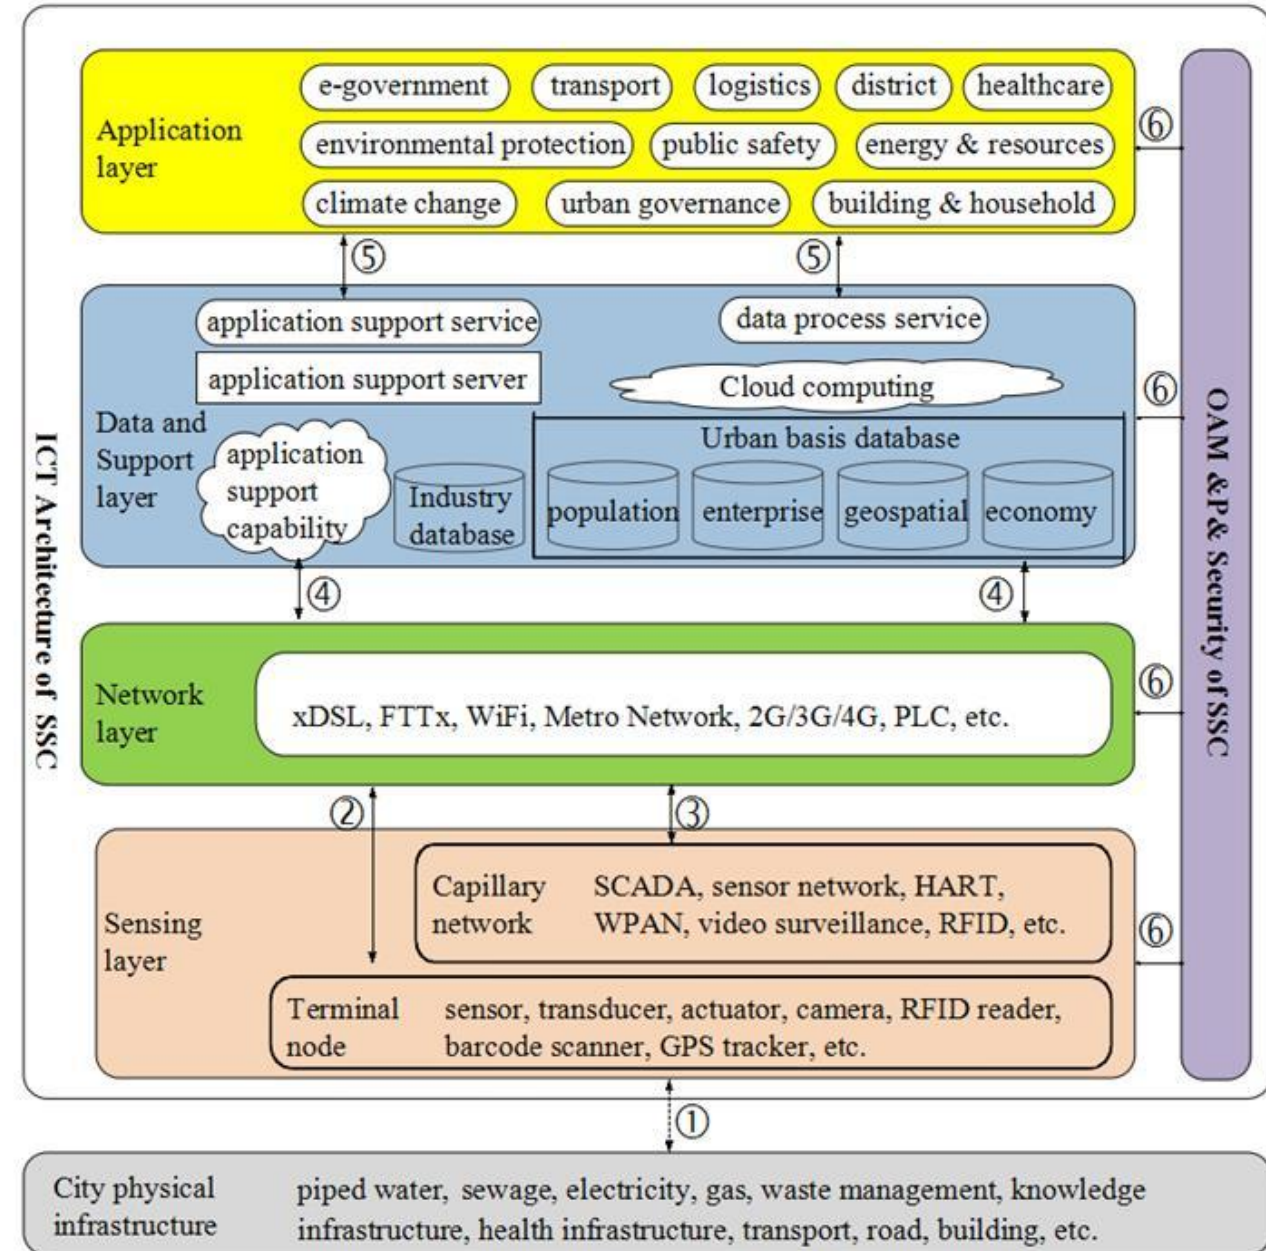 ICT Architecture of SSC
OAM &P& Security of SSC
Application
layer
e-government
transport
logistics
district
healthcare
environmental protection
public safety
energy & resources
climate change
urban governance
building & household
⑥
⑤
⑤
Data and
Support
layer
application support service
data process service
application support server
Cloud computing
application
support
capability
Industry
database
Urban basis database
population
enterprise
geospatial
economy
⑥
④
④
Network
layer
xDSL, FTTx, WiFi, Metro Network, 2G/3G/4G, PLC, etc.
⑥
②
③
Sensing
layer
Capillary
network
SCADA, sensor network, HART,
WPAN, video surveillance, RFID, etc.
⑥
Terminal
node
sensor, transducer, actuator, camera, RFID reader,
barcode scanner, GPS tracker, etc.
①
City physical
infrastructure
piped water, sewage, electricity, gas, waste management, knowledge
infrastructure, health infrastructure, transport, road, building, etc.